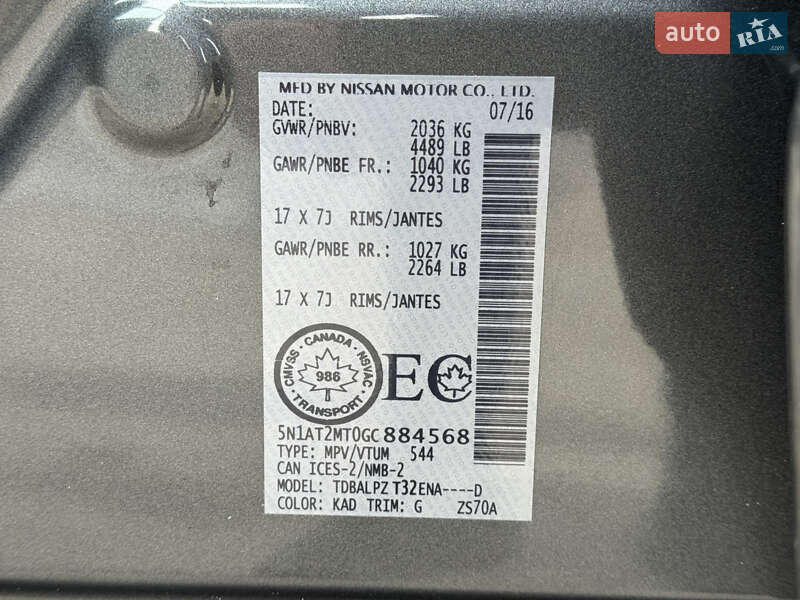 auto RIA.com
MFD BY NISSAN MOTOR CO., LTD.
DATE: 07/16
GVWR/PNBV: 2036 KG
4489 LB
GAWR/PNBE FR.: 1040 KG
2293 LB
17 X 7J RIMS/JANTES
GAWR/PNBE RR.: 1027 KG
2264 LB
17 X 7J RIMS/JANTES
CMVSS · CANADA · NSVAC · TRANSPORT ·
986
EC
5N1AT2MT0GC884568
TYPE: MPV/VTUM 544
CAN ICES-2/NMB-2
MODEL: TDBALPZ T32ENA----D
COLOR: KAD TRIM: G ZS70A